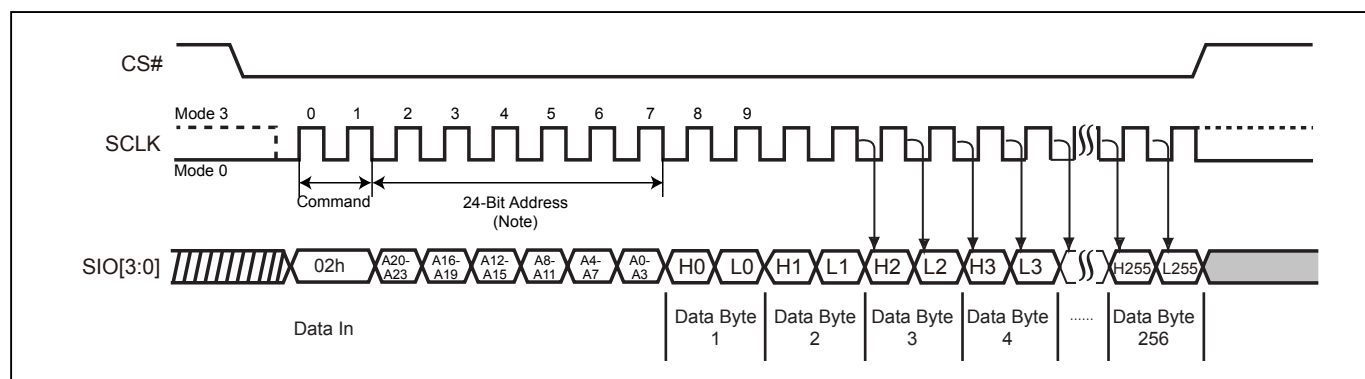 CS#
Mode 3
0 1 2 3 4 5 6 7 8 9
SCLK
Mode 0
Command
24-Bit Address
(Note)
SIO[3:0]
02h
A20-
A23
A16-
A19
A12-
A15
A8-
A11
A4-
A7
A0-
A3
H0 L0 H1 L1 H2 L2 H3 L3 H255 L255
Data In
Data Byte
1
Data Byte
2
Data Byte
3
Data Byte
4
......
Data Byte
256